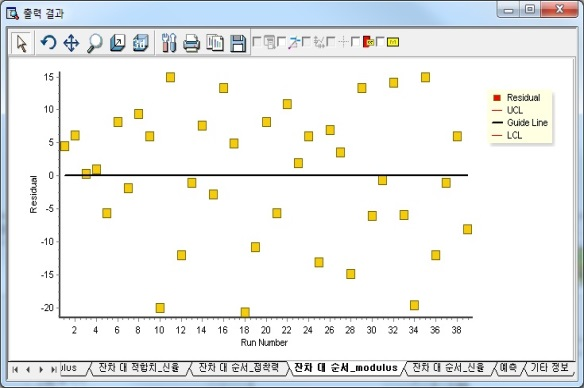 출력 결과
15
10
5
0
-5
-10
-15
-20
Residual
2 4 6 8 10 12 14 16 18 20 22 24 26 28 30 32 34 36 38
Run Number
Residual
UCL
Guide Line
LCL
ulus 잔차 대 적합치_신율 잔차 대 순서_접착력 잔차 대 순서_modulus 잔차 대 순서_신율 예측 기타 정보